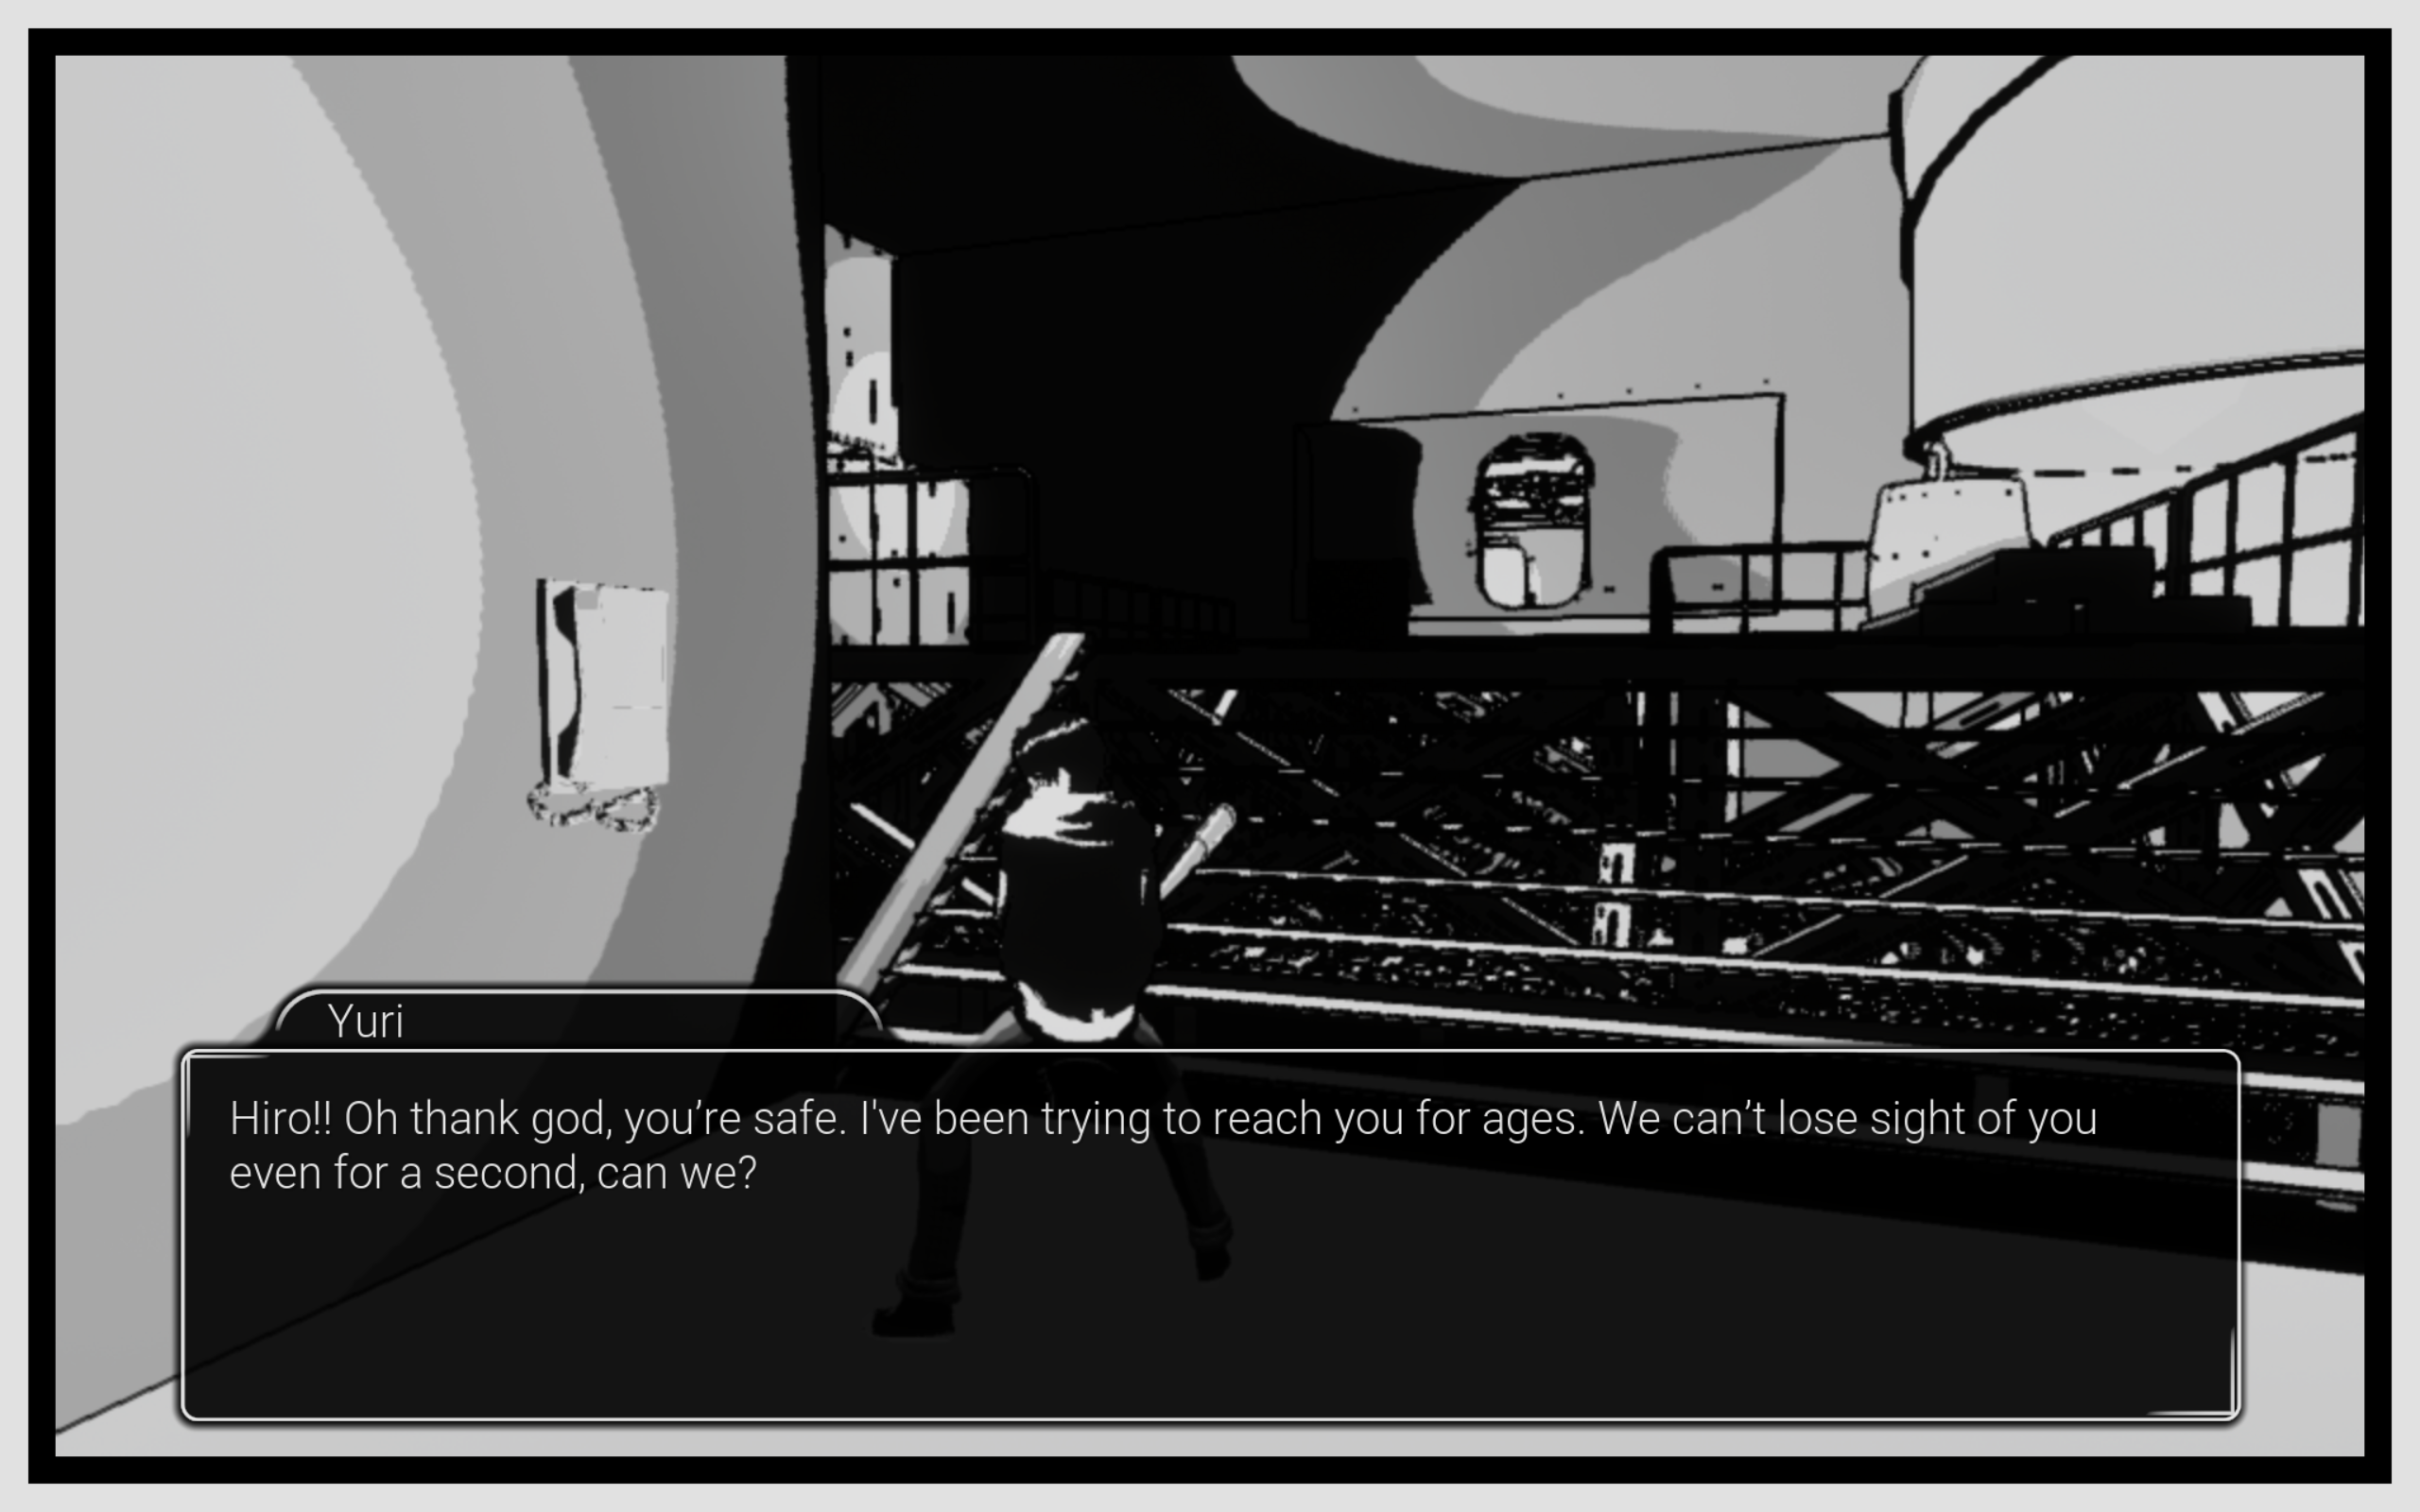 Yuri
Hiro!! Oh thank god, you’re safe. I've been trying to reach you for ages. We can’t lose sight of you
even for a second, can we?